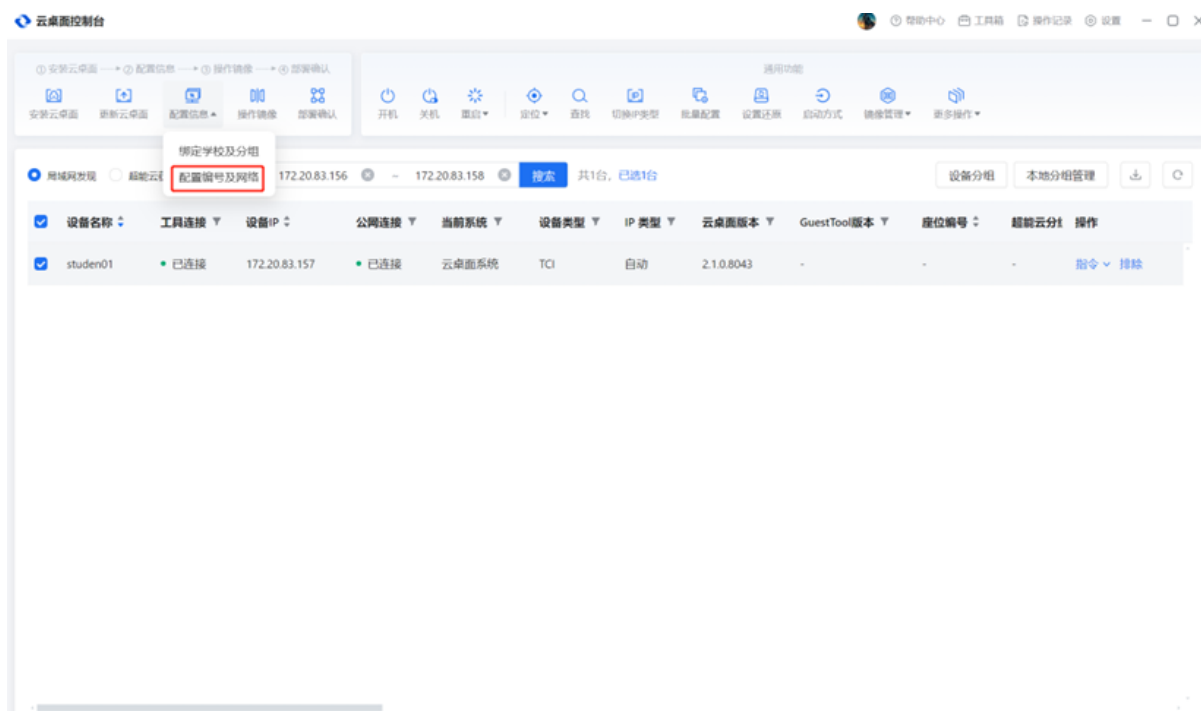 云桌面控制台 帮助中心 工具箱 操作记录 设置
①安装云桌面 ②配置信息 ③操作镜像 ④部署确认 通用功能
安装云桌面 更新云桌面 配置信息 操作镜像 部署确认 开机 关机 重启 定位 查找 切换IP类型 批量配置 设置还原 启动方式 镜像管理 更多操作
绑定学校及分组
配置编号及网络
局域网发现 超能云 172.20.83.156 ~ 172.20.83.158 搜索 共1台, 已选1台 设备分组 本地分组管理
设备名称 工具连接 设备IP 公网连接 当前系统 设备类型 IP 类型 云桌面版本 GuestTool版本 座位编号 超能云分 操作
studen01 已连接 172.20.83.157 已连接 云桌面系统 TCI 自动 2.1.0.8043 - - - 指令 排除